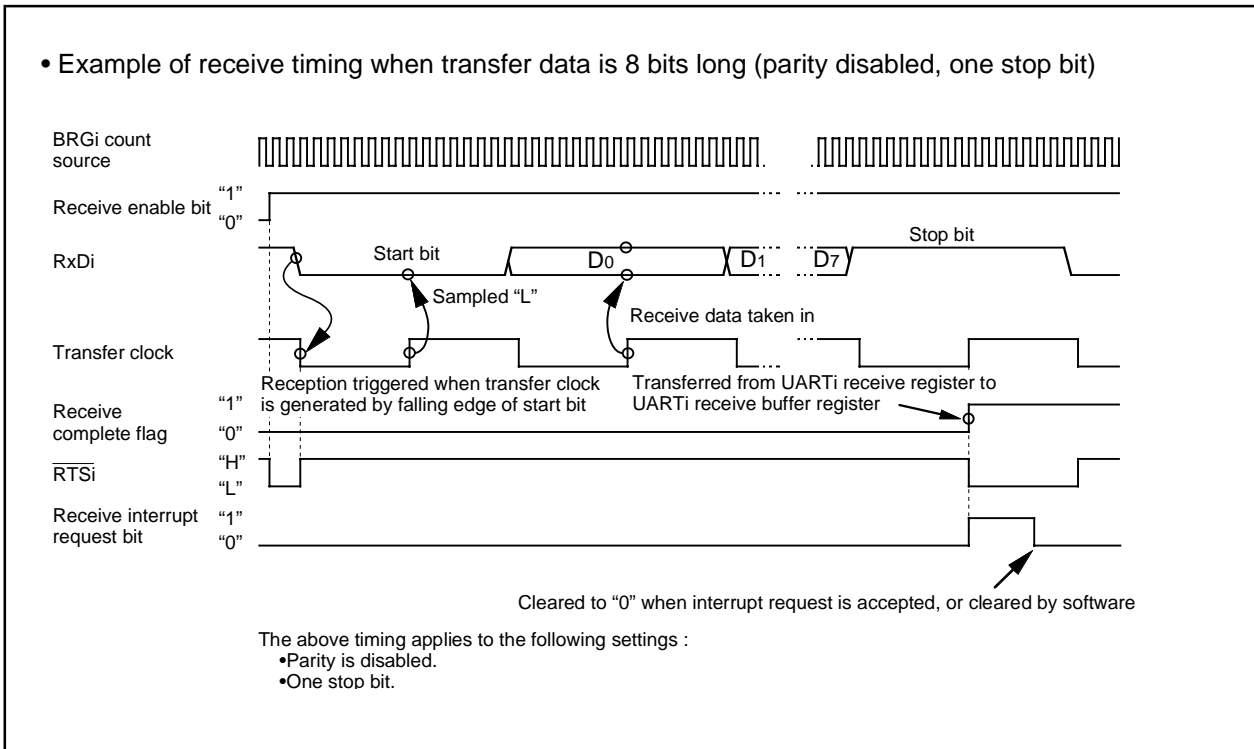 • Example of receive timing when transfer data is 8 bits long (parity disabled, one stop bit)
BRGi count
source
Receive enable bit
“1”
“0”
RxDi
Start bit
D0
D1
D7
Stop bit
Sampled “L”
Receive data taken in
Transfer clock
Reception triggered when transfer clock
is generated by falling edge of start bit
Transferred from UARTi receive register to
UARTi receive buffer register
Receive
complete flag
“1”
“0”
RTSi
“H”
“L”
Receive interrupt
request bit
“1”
“0”
Cleared to “0” when interrupt request is accepted, or cleared by software
The above timing applies to the following settings :
•Parity is disabled.
•One stop bit.